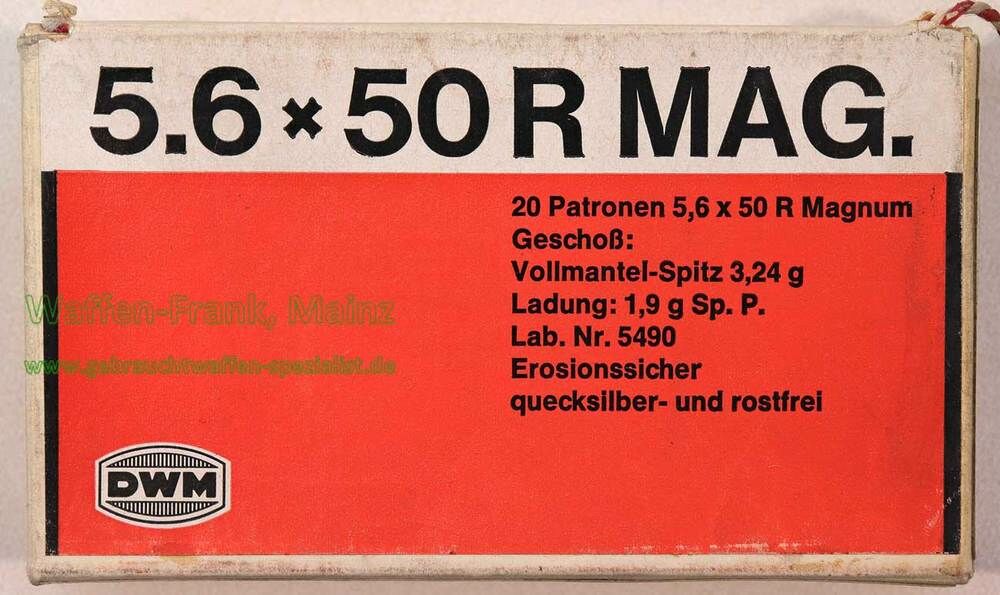 5.6 × 50 R MAG.
20 Patronen 5,6 x 50 R Magnum
Geschoß:
Vollmantel-Spitz 3,24 g
Ladung: 1,9 g Sp. P.
Lab. Nr. 5490
Erosionssicher
quecksilber- und rostfrei
Waffen-Frank, Mainz
www.gebrauchtwaffen-spezialist.de
DWM